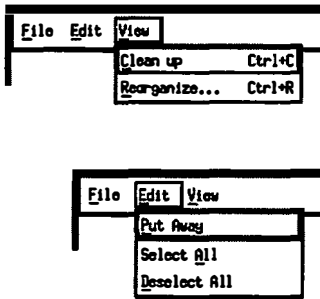 File Edit View
Clean up Ctrl+C
Reorganize... Ctrl+R
File Edit View
Put Away
Select All
Deselect All